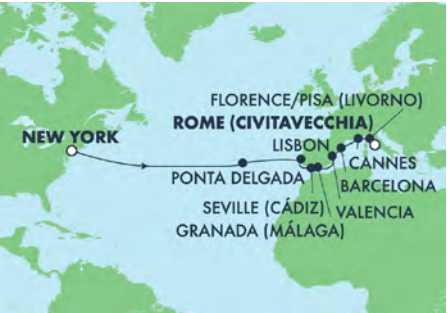 FLORENCE/PISA (LIVORNO)
ROME (CIVITAVECCHIA)
NEW YORK
LISBON
CANNES
PONTA DELGADA
BARCELONA
SEVILLE (CÁDIZ)
VALENCIA
GRANADA (MÁLAGA)